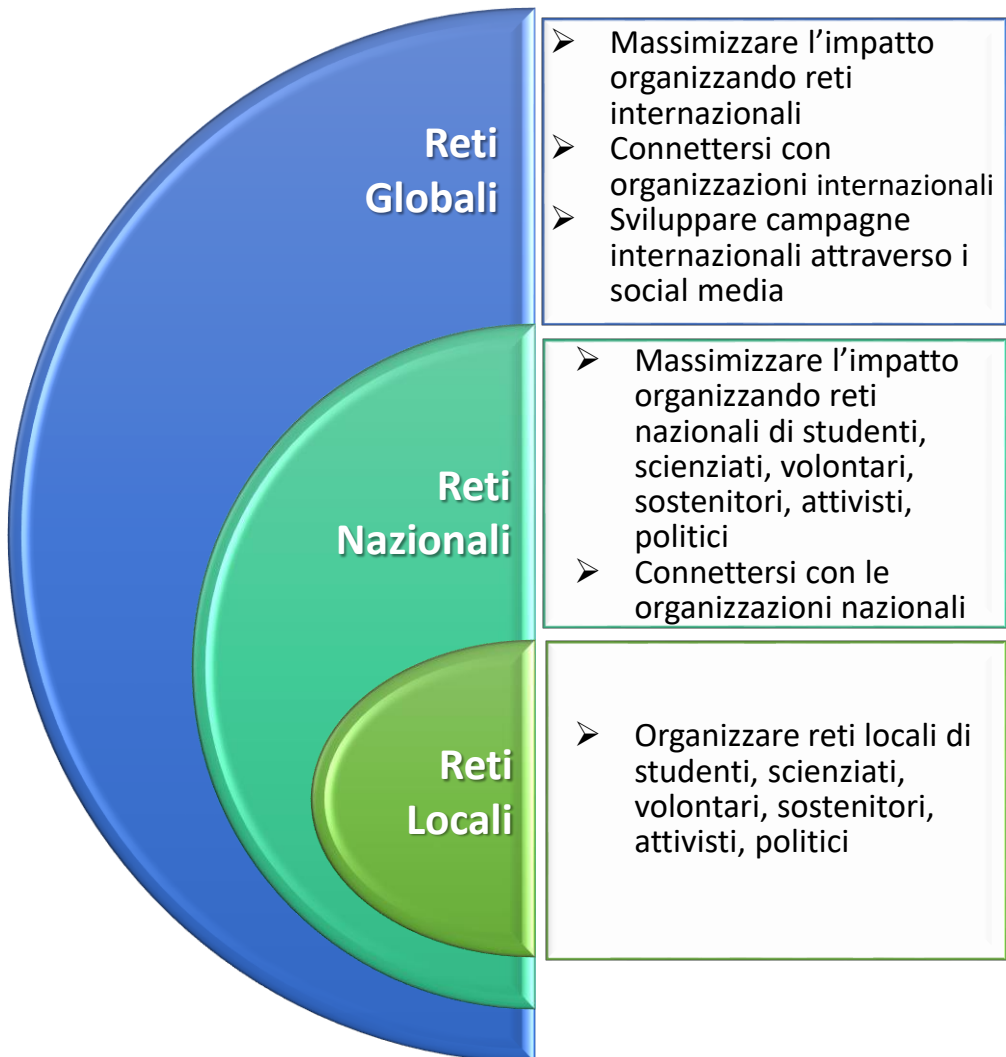 Reti
Globali
➢ Massimizzare l’impatto
organizzando reti
internazionali
➢ Connettersi con
organizzazioni internazionali
➢ Sviluppare campagne
internazionali attraverso i
social media
Reti
Nazionali
➢ Massimizzare l’impatto
organizzando reti
nazionali di studenti,
scienziati, volontari,
sostenitori, attivisti,
politici
➢ Connettersi con le
organizzazioni nazionali
Reti
Locali
➢ Organizzare reti locali di
studenti, scienziati,
volontari, sostenitori,
attivisti, politici